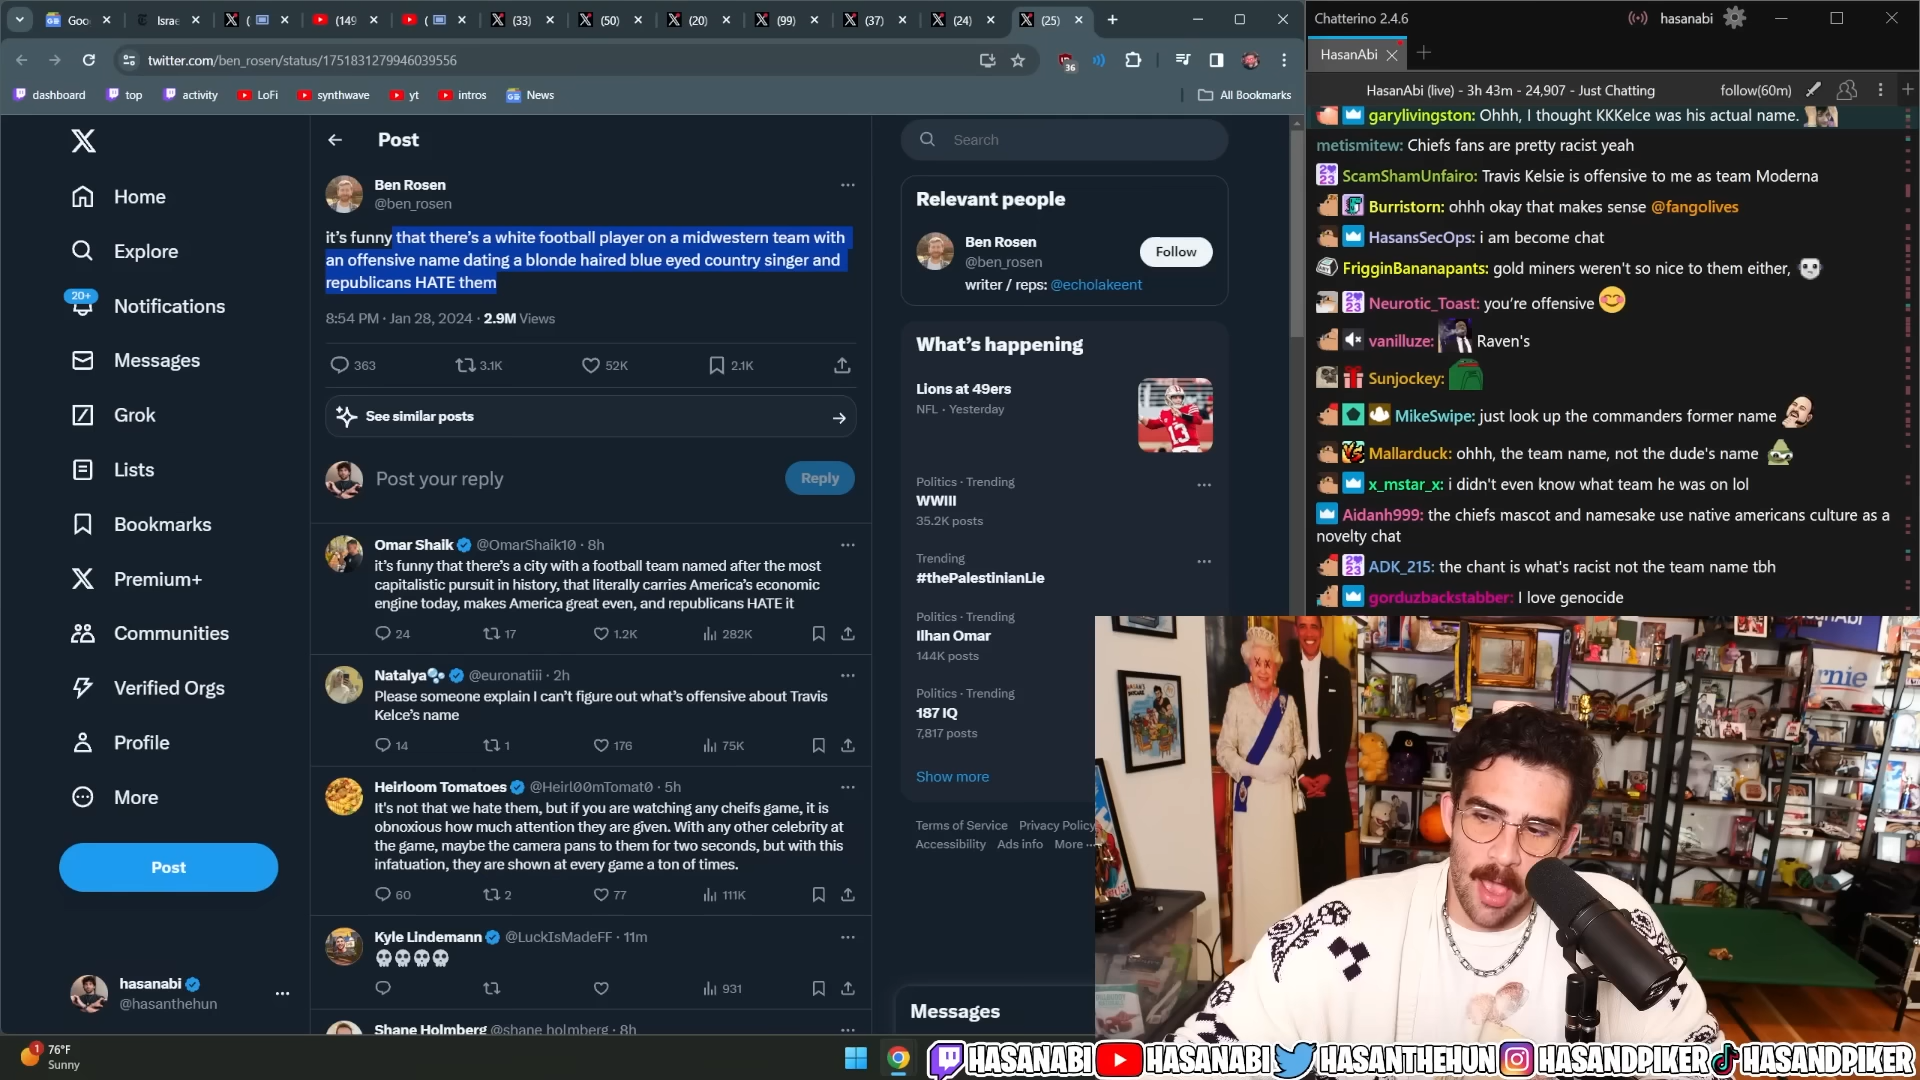 Goo
Israe
(
(149
(
(33)
(50)
(20)
(99)
(37)
(24)
(25)
twitter.com/ben_rosen/status/1751831279946039556
36
dashboard
top
activity
LoFi
synthwave
yt
intros
News
All Bookmarks
Home
Explore
20+
Notifications
Messages
Grok
Lists
Bookmarks
Premium+
Communities
Verified Orgs
Profile
More
Post
hasanabi
@hasanthehun
Post
Ben Rosen
@ben_rosen
it's funny that there's a white football player on a midwestern team with
an offensive name dating a blonde haired blue eyed country singer and
republicans HATE them
8:54 PM · Jan 28, 2024 · 2.9M Views
363
3.1K
52K
2.1K
See similar posts
Post your reply
Reply
Omar Shaik @OmarShaik10 · 8h
it's funny that there's a city with a football team named after the most
capitalistic pursuit in history, that literally carries America's economic
engine today, makes America great even, and republicans HATE it
24
17
1.2K
282K
Natalya @euronatiii · 2h
Please someone explain I can't figure out what's offensive about Travis
Kelce's name
14
1
176
75K
Heirloom Tomatoes @Heirl00mTomat0 · 5h
It's not that we hate them, but if you are watching any cheifs game, it is
obnoxious how much attention they are given. With any other celebrity at
the game, maybe the camera pans to them for two seconds, but with this
infatuation, they are shown at every game a ton of times.
60
2
77
111K
Kyle Lindemann @LuckIsMadeFF · 11m
931
Shane Holmberg @shane_holmberg · 8h
Search
Relevant people
Ben Rosen
@ben_rosen
Follow
writer / reps: @echolakeent
What's happening
Lions at 49ers
NFL · Yesterday
13
Politics · Trending
WWIII
35.2K posts
Trending
#thePalestinianLie
Politics · Trending
Ilhan Omar
144K posts
Politics · Trending
187 IQ
7,817 posts
Show more
Terms of Service Privacy Policy
Accessibility Ads info More
Messages
Chatterino 2.4.6
hasanabi
HasanAbi
HasanAbi (live) - 3h 43m - 24,907 - Just Chatting
follow(60m)
garylivingston: Ohhh, I thought KKKelce was his actual name.
metismitew: Chiefs fans are pretty racist yeah
ScamShamUnfairo: Travis Kelsie is offensive to me as team Moderna
Burristorn: ohhh okay that makes sense @fangolives
HasansSecOps: i am become chat
FrigginBananapants: gold miners weren't so nice to them either,
Neurotic_Toast: you're offensive
vanilluze: Raven's
Sunjockey:
MikeSwipe: just look up the commanders former name
Mallarduck: ohhh, the team name, not the dude's name
x_mstar_x: i didn't even know what team he was on lol
Aidanh999: the chiefs mascot and namesake use native americans culture as a
novelty chat
ADK_215: the chant is what's racist not the team name tbh
gorduzbackstabber: I love genocide
1
76°F
Sunny
HASANABI
HASANABI
HASANTHEHUN
HASANDPIKER
HASANDPIKER